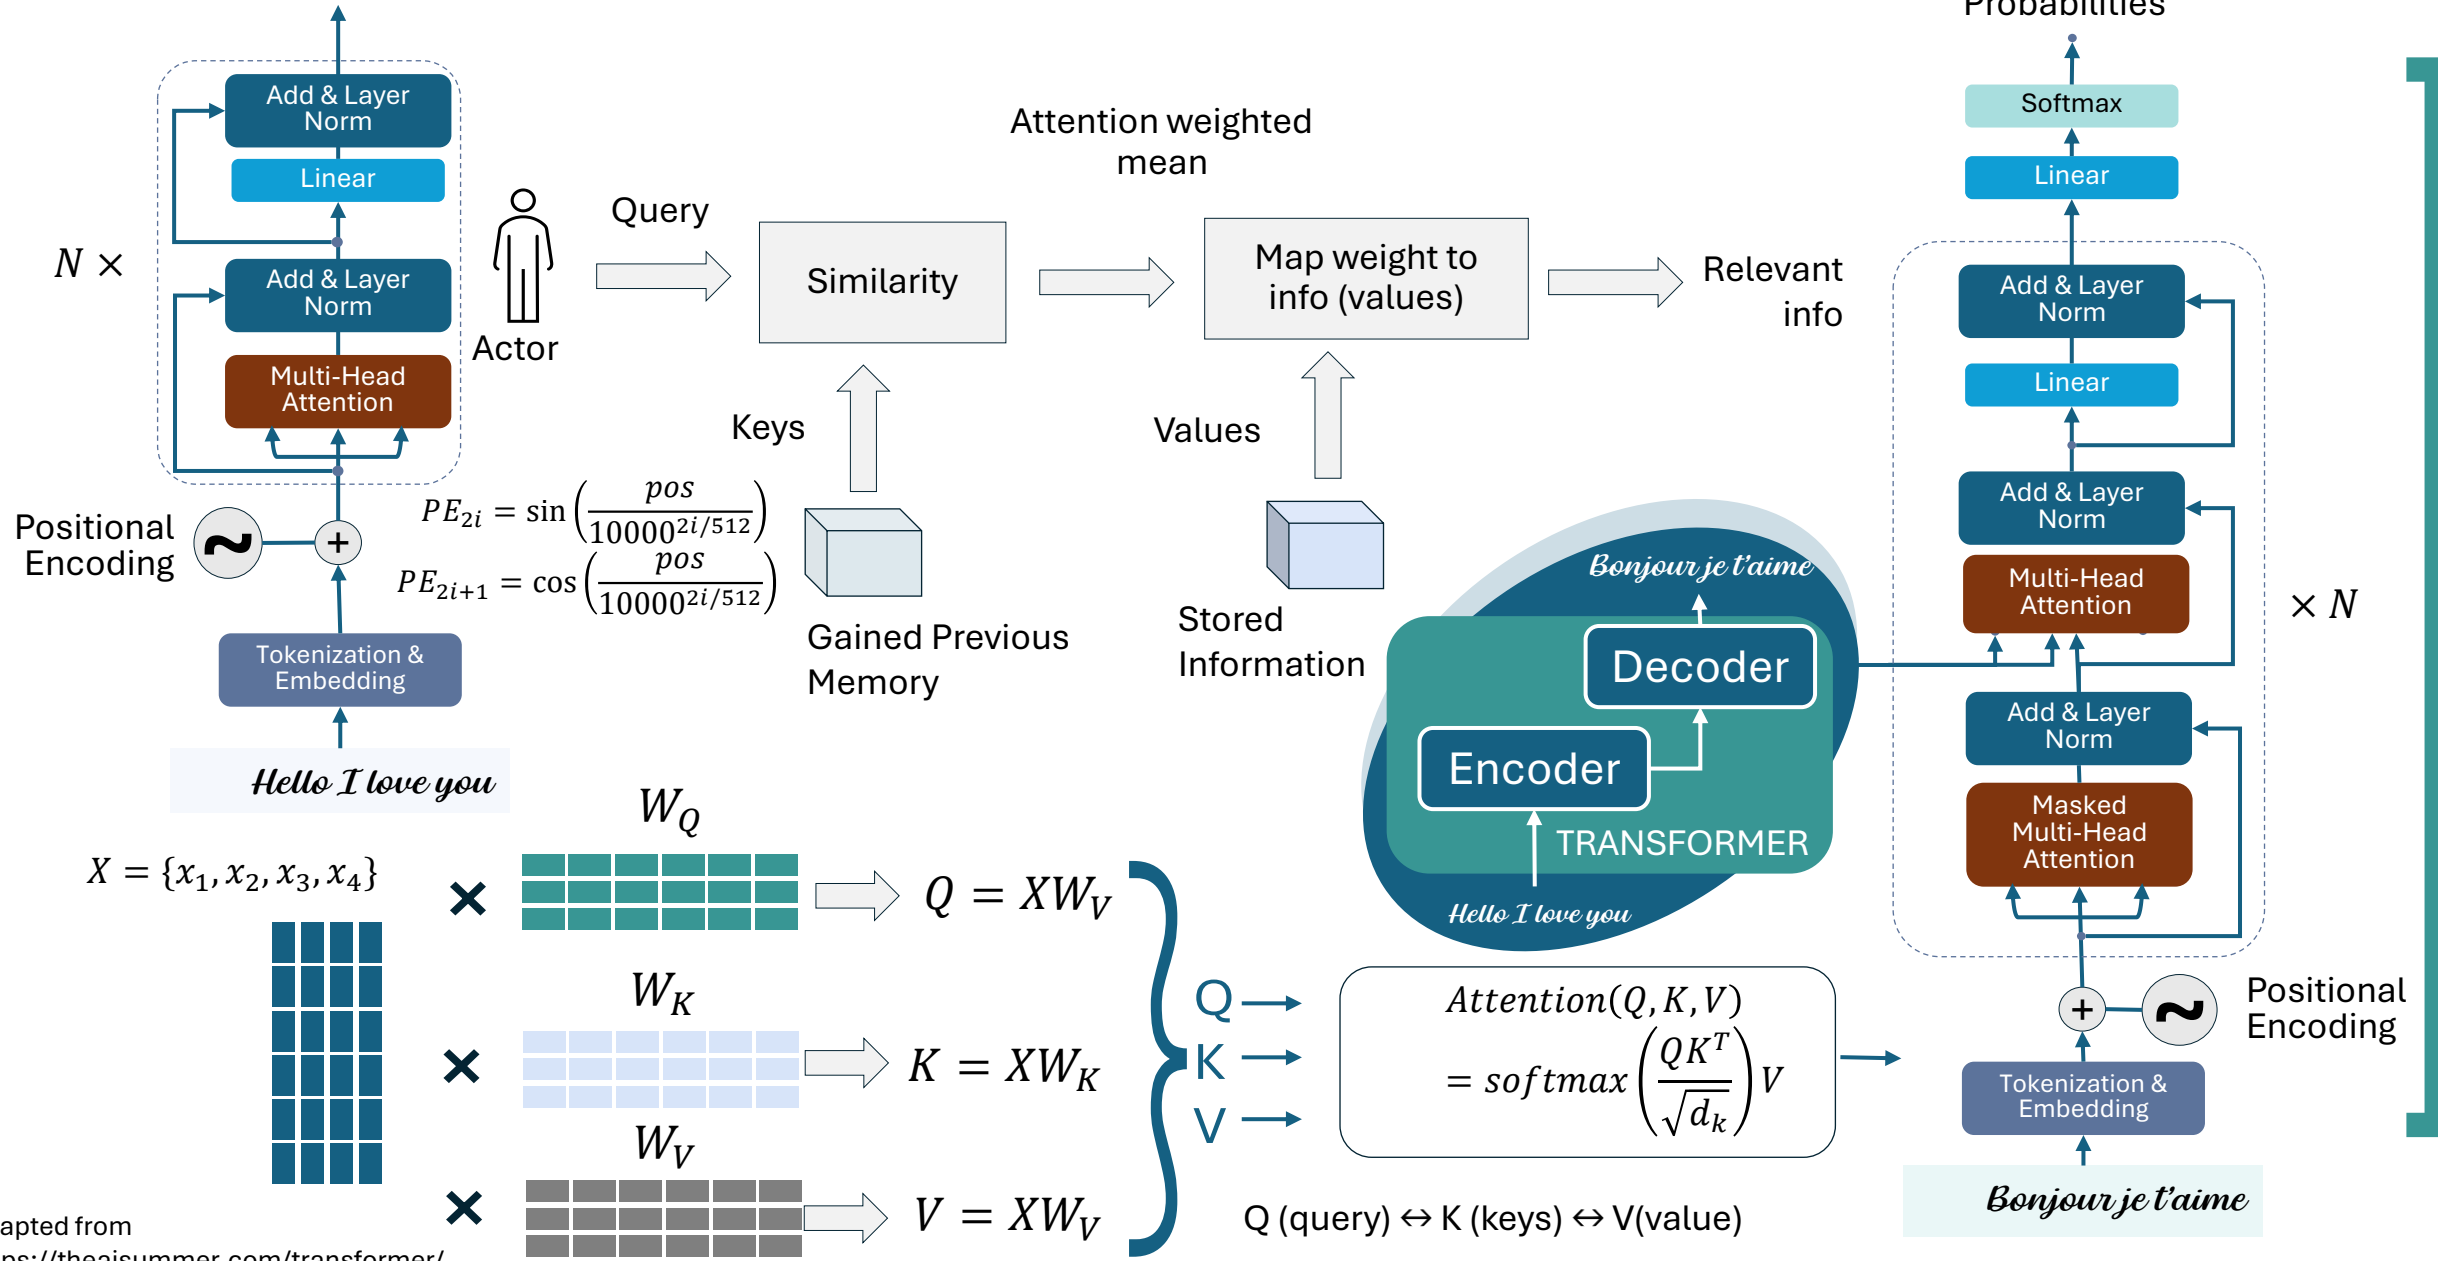 Add & Layer
Norm
Linear
N ×
Add & Layer
Norm
Multi-Head
Attention
Positional
Encoding
~
+
Tokenization &
Embedding
Hello I love you
Actor
Query
Similarity
Attention weighted
mean
Map weight to
info (values)
Relevant
info
Keys
Values
Gained Previous
Memory
Stored
Information
PE_{2i} = sin(pos / 10000^{2i/512})
PE_{2i+1} = cos(pos / 10000^{2i/512})
Bonjour je t'aime
Decoder
Encoder
TRANSFORMER
Hello I love you
Probabilities
Softmax
Linear
Add & Layer
Norm
Linear
Add & Layer
Norm
Multi-Head
Attention
× N
Add & Layer
Norm
Masked
Multi-Head
Attention
+
~
Positional
Encoding
Tokenization &
Embedding
Bonjour je t'aime
X = {x_1, x_2, x_3, x_4}
×
W_Q
Q = XW_V
×
W_K
K = XW_K
×
W_V
V = XW_V
Q
K
V
Attention(Q, K, V)
= softmax(QK^T / √d_k)V
Q (query) ↔ K (keys) ↔ V(value)
apted from
ps://theaisummer.com/transformer/